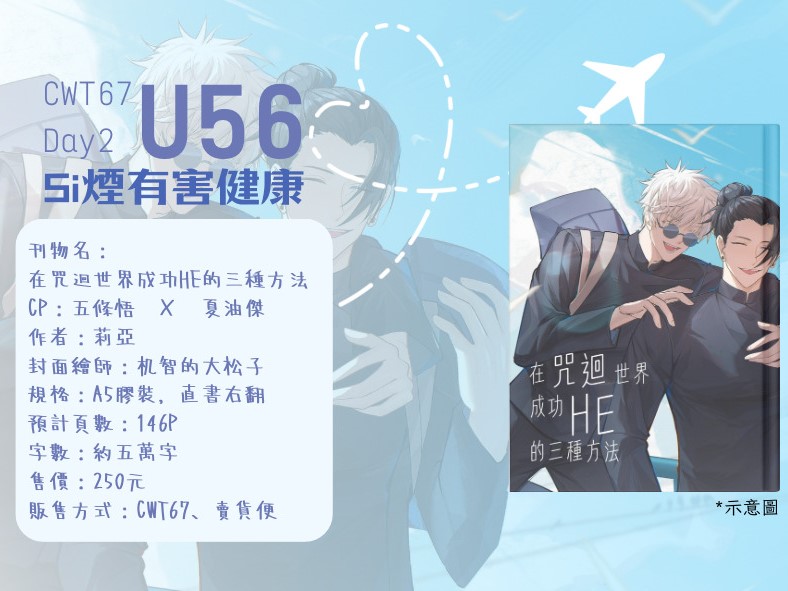 CWT67
Day2
U56
Si煙有害健康
刊物名：
在咒迴世界成功HE的三種方法
CP：五條悟 X 夏油傑
作者：莉亞
封面繪師：机智的大松子
規格：A5膠裝, 直書右翻
預計頁數：146P
字數：約五萬字
售價：250元
販售方式：CWT67、賣貨便
在咒迴世界
成功HE
的三種方法
*示意圖